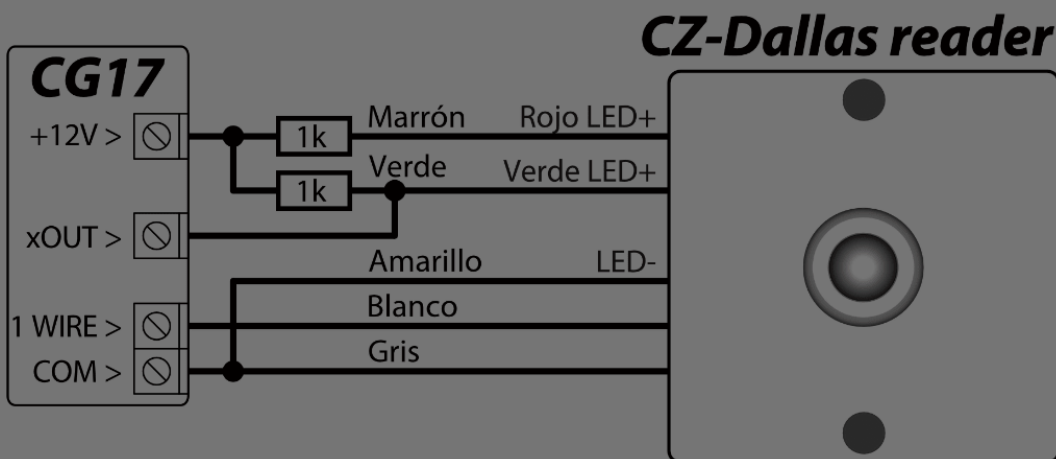 CZ-Dallas reader
CG17
+12V >
1k
Marrón
Rojo LED+
1k
Verde
Verde LED+
xOUT >
Amarillo
LED-
1 WIRE >
Blanco
COM >
Gris